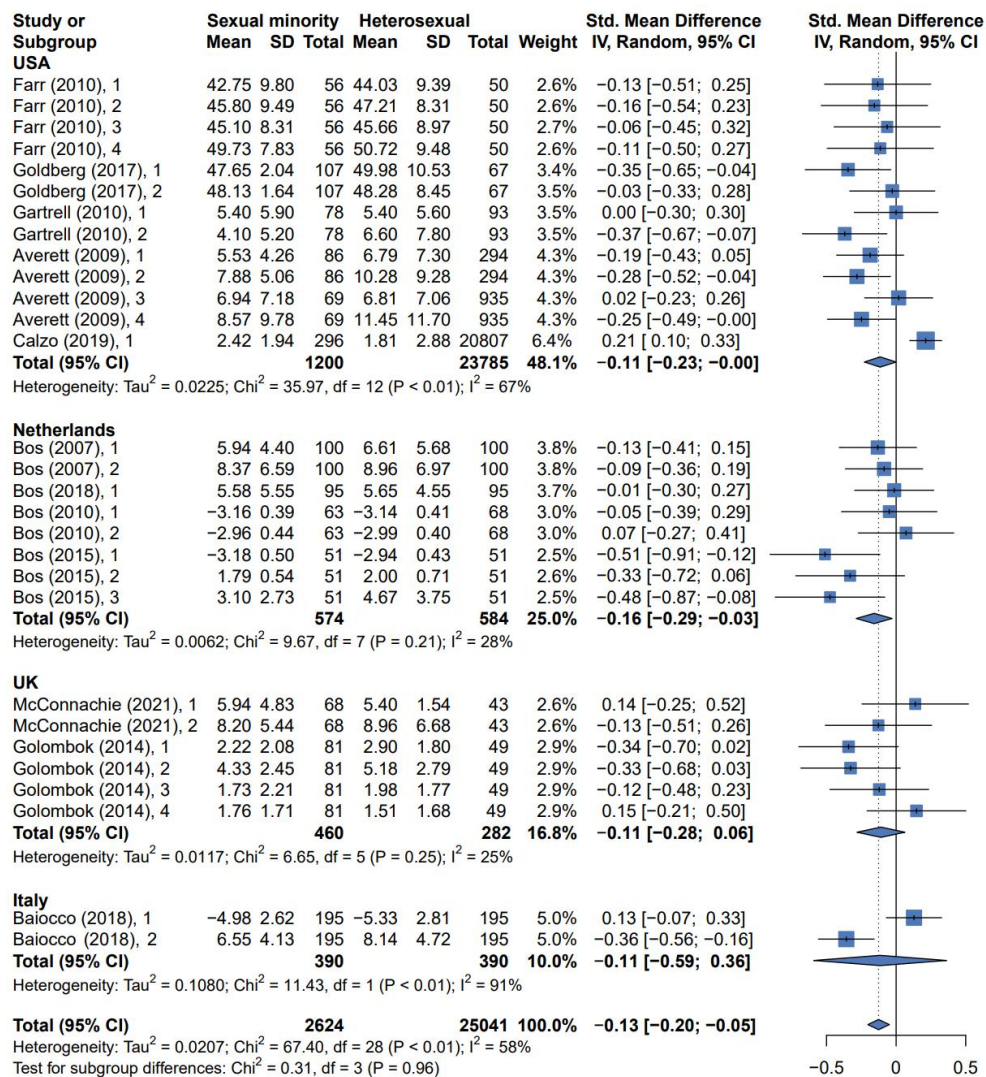 Study or Sexual minority Heterosexual Std. Mean Difference Std. Mean Difference
Subgroup Mean SD Total Mean SD Total Weight IV, Random, 95% CI IV, Random, 95% CI
USA
Farr (2010), 1 42.75 9.80 56 44.03 9.39 50 2.6% −0.13 [−0.51; 0.25]
Farr (2010), 2 45.80 9.49 56 47.21 8.31 50 2.6% −0.16 [−0.54; 0.23]
Farr (2010), 3 45.10 8.31 56 45.66 8.97 50 2.7% −0.06 [−0.45; 0.32]
Farr (2010), 4 49.73 7.83 56 50.72 9.48 50 2.7% −0.11 [−0.50; 0.27]
Goldberg (2017), 1 47.65 2.04 107 49.98 10.53 67 3.4% −0.35 [−0.65; −0.04]
Goldberg (2017), 2 48.13 1.64 107 48.28 8.45 67 3.4% −0.03 [−0.33; 0.28]
Gartrell (2010), 1 5.40 5.90 78 5.40 5.60 93 3.5% 0.00 [−0.30; 0.30]
Gartrell (2010), 2 4.10 5.20 78 6.60 7.80 93 3.5% −0.37 [−0.67; −0.07]
Averett (2009), 1 5.53 4.26 86 6.79 7.30 294 4.3% −0.19 [−0.43; 0.05]
Averett (2009), 2 7.88 5.06 86 10.28 9.28 294 4.3% −0.28 [−0.52; −0.04]
Averett (2009), 3 6.94 7.18 69 6.81 7.06 935 4.3% 0.02 [−0.23; 0.26]
Averett (2009), 4 8.57 9.78 69 11.45 11.70 935 4.3% −0.25 [−0.49; −0.00]
Calzo (2019), 1 2.42 1.94 296 1.81 2.88 20807 6.4% 0.21 [0.10; 0.33]
Total (95% CI) 1200 23785 48.1% −0.11 [−0.23; −0.00]
Heterogeneity: Tau² = 0.0225; Chi² = 35.97, df = 12 (P < 0.01); I² = 67%
Netherlands
Bos (2007), 1 5.94 4.40 100 6.61 5.68 100 3.8% −0.13 [−0.41; 0.15]
Bos (2007), 2 8.37 6.59 100 8.96 6.97 100 3.8% −0.09 [−0.36; 0.19]
Bos (2018), 1 5.58 5.55 95 5.65 4.55 95 3.7% −0.01 [−0.30; 0.27]
Bos (2010), 1 −3.16 0.39 63 −3.14 0.41 68 3.0% −0.05 [−0.39; 0.29]
Bos (2010), 2 −2.96 0.44 63 −2.99 0.40 68 3.0% 0.07 [−0.27; 0.41]
Bos (2015), 1 −3.18 0.50 51 −2.94 0.43 51 2.5% −0.51 [−0.91; −0.12]
Bos (2015), 2 1.79 0.54 51 2.00 0.71 51 2.6% −0.33 [−0.72; 0.06]
Bos (2015), 3 3.10 2.73 51 4.67 3.75 51 2.5% −0.48 [−0.87; −0.08]
Total (95% CI) 574 584 25.0% −0.16 [−0.29; −0.03]
Heterogeneity: Tau² = 0.0062; Chi² = 9.67, df = 7 (P = 0.21); I² = 28%
UK
McConnachie (2021), 1 5.94 4.83 68 5.40 1.54 43 2.6% 0.14 [−0.25; 0.52]
McConnachie (2021), 2 8.20 5.44 68 8.96 6.68 43 2.6% −0.13 [−0.51; 0.26]
Golombok (2014), 1 2.22 2.08 81 2.90 1.80 49 2.9% −0.34 [−0.70; 0.02]
Golombok (2014), 2 4.33 2.45 81 5.18 2.79 49 2.9% −0.33 [−0.68; 0.03]
Golombok (2014), 3 1.73 2.21 81 1.98 1.77 49 2.9% −0.12 [−0.48; 0.23]
Golombok (2014), 4 1.76 1.71 81 1.51 1.68 49 2.9% 0.15 [−0.21; 0.50]
Total (95% CI) 460 282 16.8% −0.11 [−0.28; 0.06]
Heterogeneity: Tau² = 0.0117; Chi² = 6.65, df = 5 (P = 0.25); I² = 25%
Italy
Baiocco (2018), 1 −4.98 2.62 195 −5.33 2.81 195 5.0% 0.13 [−0.07; 0.33]
Baiocco (2018), 2 6.55 4.13 195 8.14 4.72 195 5.0% −0.36 [−0.56; −0.16]
Total (95% CI) 390 390 10.0% −0.11 [−0.59; 0.36]
Heterogeneity: Tau² = 0.1080; Chi² = 11.43, df = 1 (P < 0.01); I² = 91%
Total (95% CI) 2624 25041 100.0% −0.13 [−0.20; −0.05]
Heterogeneity: Tau² = 0.0207; Chi² = 67.40, df = 28 (P < 0.01); I² = 58%
Test for subgroup differences: Chi² = 0.31, df = 3 (P = 0.96)
−0.5 0 0.5